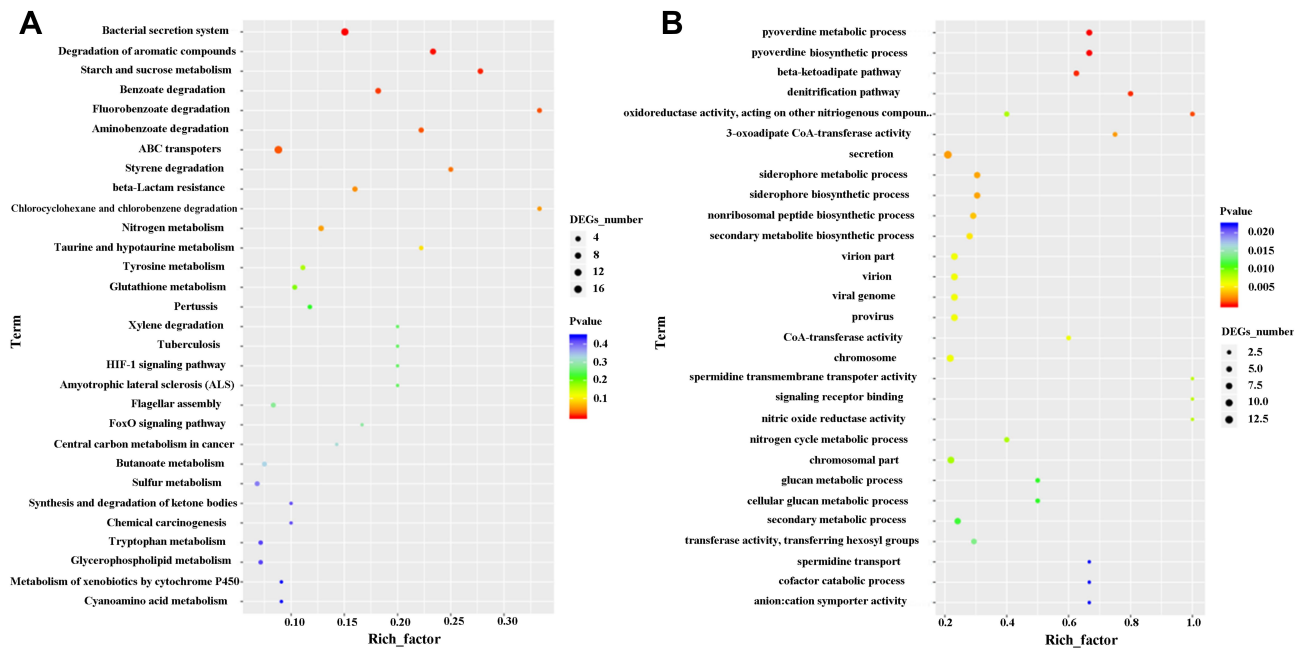 A
Bacterial secretion system
Degradation of aromatic compounds
Starch and sucrose metabolism
Benzoate degradation
Fluorobenzoate degradation
Aminobenzoate degradation
ABC transpoters
Styrene degradation
beta-Lactam resistance
Chlorocyclohexane and chlorobenzene degradation
Nitrogen metabolism
Taurine and hypotaurine metabolism
Tyrosine metabolism
Glutathione metabolism
Pertussis
Xylene degradation
Tuberculosis
HIF-1 signaling pathway
Amyotrophic lateral sclerosis (ALS)
Flagellar assembly
FoxO signaling pathway
Central carbon metabolism in cancer
Butanoate metabolism
Sulfur metabolism
Synthesis and degradation of ketone bodies
Chemical carcinogenesis
Tryptophan metabolism
Glycerophospholipid metabolism
Metabolism of xenobiotics by cytochrome P450
Cyanoamino metabolism acid metabolism
Term
0.10 0.15 0.20 0.25 0.30
Rich_factor
DEGs_number
4
8
12
16
Pvalue
0.4
0.3
0.2
0.1
B
pyoverdine metabolic process
pyoverdine biosynthetic process
beta-ketoadipate pathway
denitrification pathway
oxidoreductase activity, acting on other nitriogenous compoun..
3-oxoadipate CoA-transferase activity
secretion
siderophore metabolic process
siderophore biosynthetic process
nonribosomal peptide biosynthetic process
secondary metabolite biosynthetic process
virion part
virion
viral genome
provirus
CoA-transferase activity
chromosome
spermidine transmembrane transpoter activity
signaling receptor binding
nitric oxide reductase activity
nitrogen cycle metabolic process
chromosomal part
glucan metabolic process
cellular glucan metabolic process
secondary metabolic process
transferase activity, transferring hexosyl groups
spermidine transport
cofactor catabolic process
anion:cation symporter activity
Term
0.2 0.4 0.6 0.8 1.0
Rich_factor
Pvalue
0.020
0.015
0.010
0.005
DEGs_number
2.5
5.0
7.5
10.0
12.5